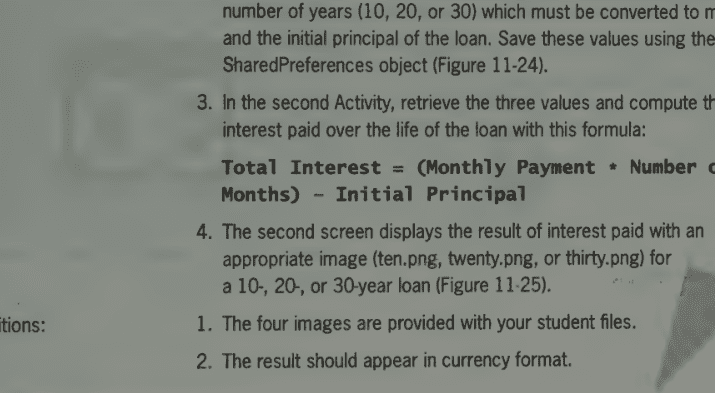 number of years (10, 20, or 30) which must be converted to m
and the initial principal of the loan. Save these values using the
SharedPreferences object (Figure 11-24).
3. In the second Activity, retrieve the three values and compute th
interest paid over the life of the loan with this formula:
Total Interest = (Monthly Payment * Number o
Months) – Initial Principal
4. The second screen displays the result of interest paid with an
appropriate image (ten.png, twenty.png, or thirty.png) for
a 10-, 20-, or 30-year loan (Figure 11-25).
itions: 1. The four images are provided with your student files.
2. The result should appear in currency format.